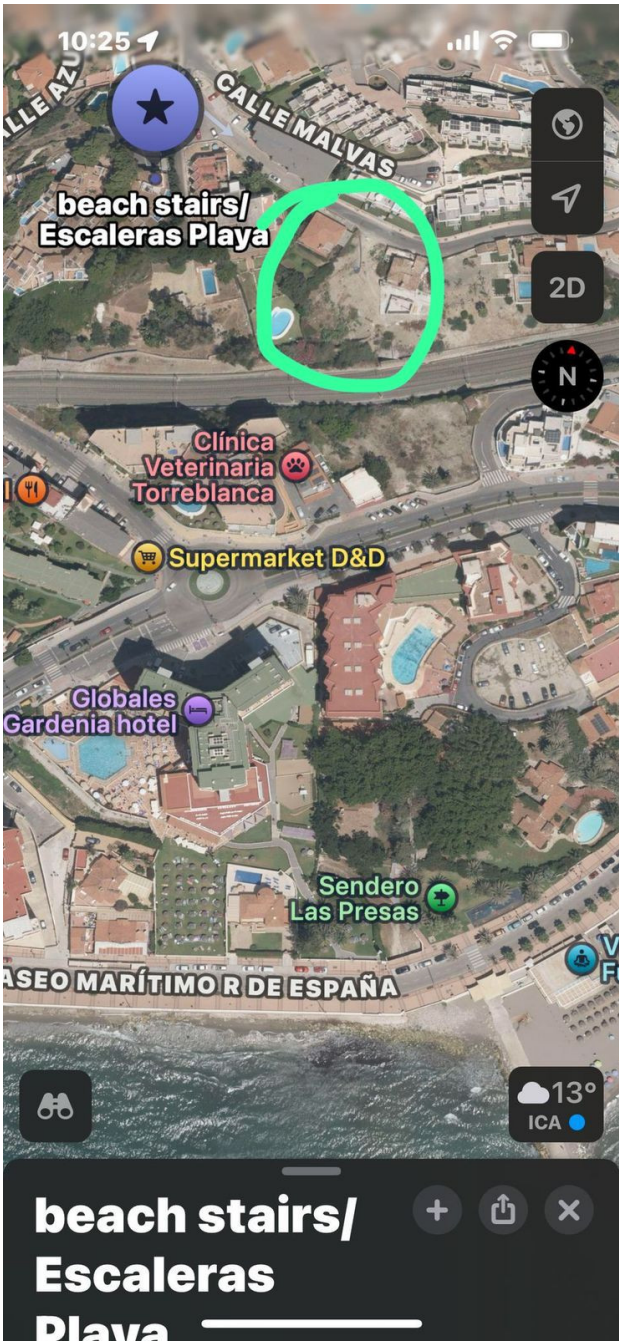 10:25
CALLE MALVAS
beach stairs/
Escaleras Playa
2D
N
Clínica
Veterinaria
Torreblanca
Supermarket D&D
Globales
Gardenia hotel
Sendero
Las Presas
ASEO MARÍTIMO R DE ESPAÑA
13°
ICA
beach stairs/
Escaleras
Playa